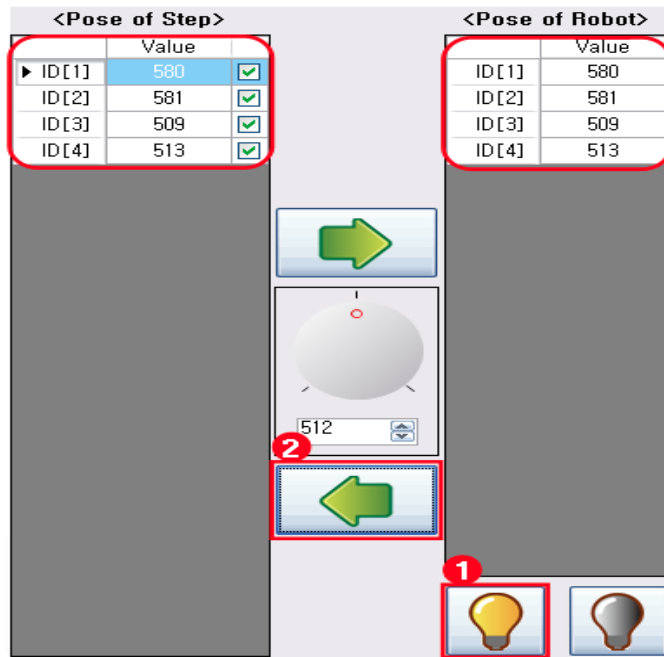 <Pose of Step>
Value
ID[1] 580
ID[2] 581
ID[3] 509
ID[4] 513
<Pose of Robot>
Value
ID[1] 580
ID[2] 581
ID[3] 509
ID[4] 513
512
2
1